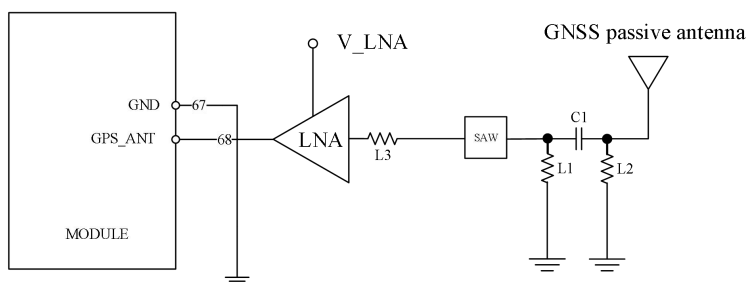 V_LNA
GNSS passive antenna
GND
67
GPS_ANT
68
LNA
L3
SAW
C1
L1
L2
MODULE